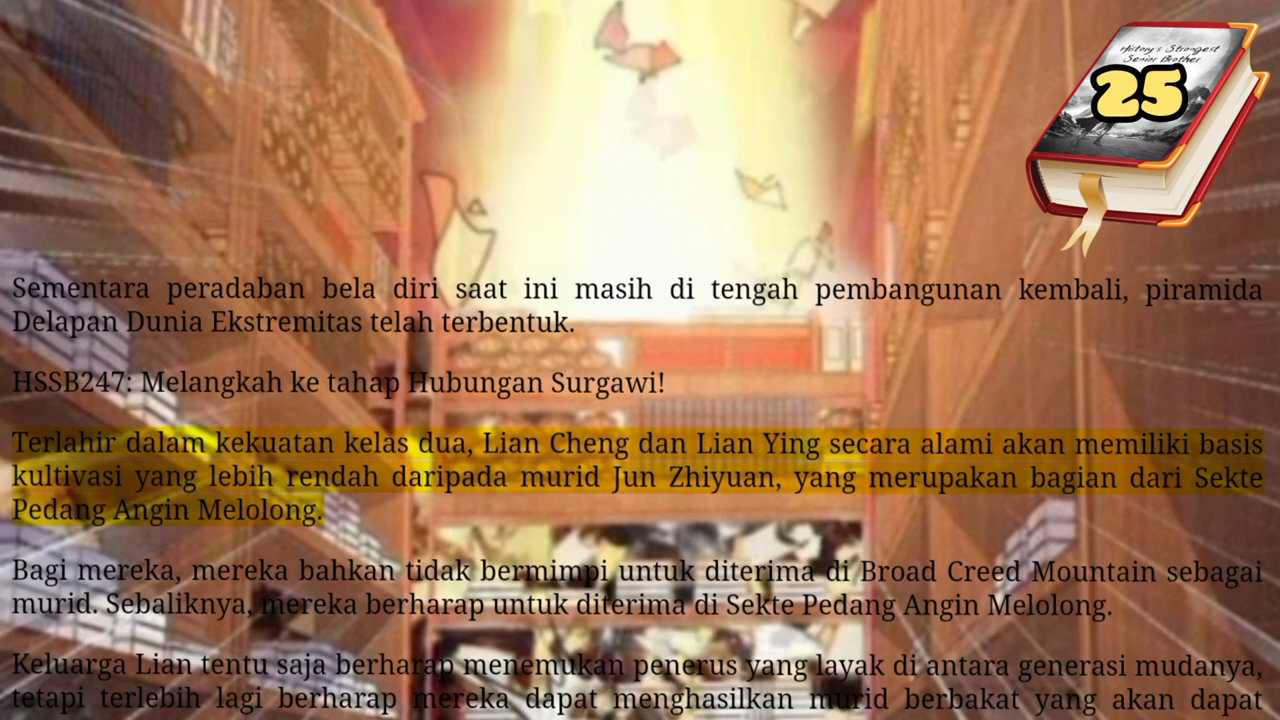 History's Strongest
Senior Brother
25
Sementara peradaban bela diri saat ini masih di tengah pembangunan kembali, piramida
Delapan Dunia Ekstremitas telah terbentuk.
HSSB247: Melangkah ke tahap Hubungan Surgawi!
Terlahir dalam kekuatan kelas dua, Lian Cheng dan Lian Ying secara alami akan memiliki basis
kultivasi yang lebih rendah daripada murid Jun Zhiyuan, yang merupakan bagian dari Sekte
Pedang Angin Melolong.
Bagi mereka, mereka bahkan tidak bermimpi untuk diterima di Broad Creed Mountain sebagai
murid. Sebaliknya, mereka berharap untuk diterima di Sekte Pedang Angin Melolong.
Keluarga Lian tentu saja berharap menemukan penerus yang layak di antara generasi mudanya,
tetapi terlebih lagi berharap mereka dapat menghasilkan murid berbakat yang akan dapat